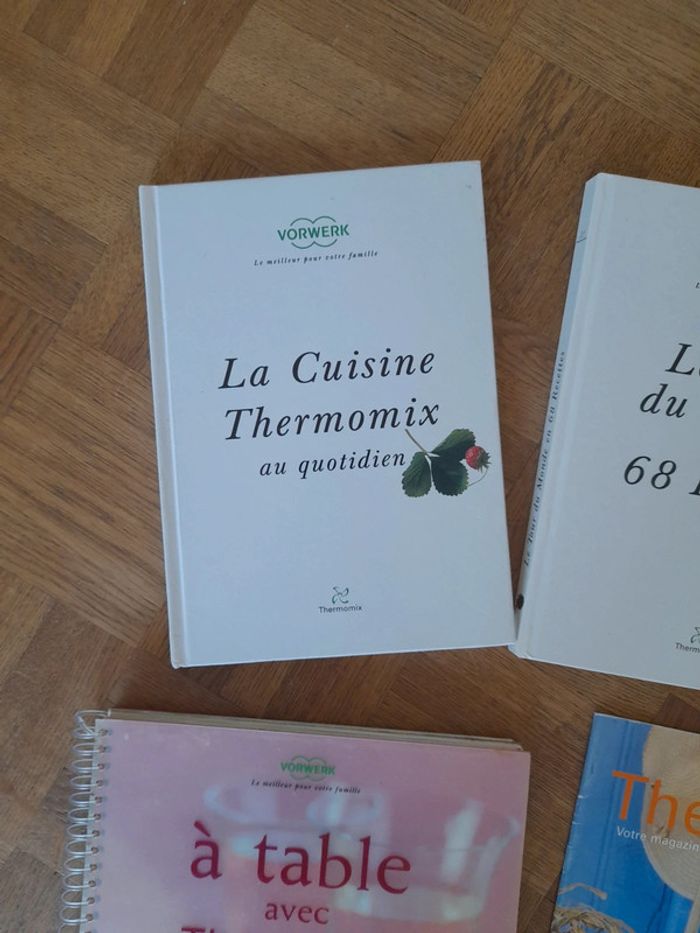 VORWERK
Le meilleur pour votre famille
La Cuisine
Thermomix
au quotidien
Thermomix
Le Tour du Monde en 68 Recettes
du
68
VORWERK
Le meilleur pour votre famille
à table
avec
The
Votre magazin